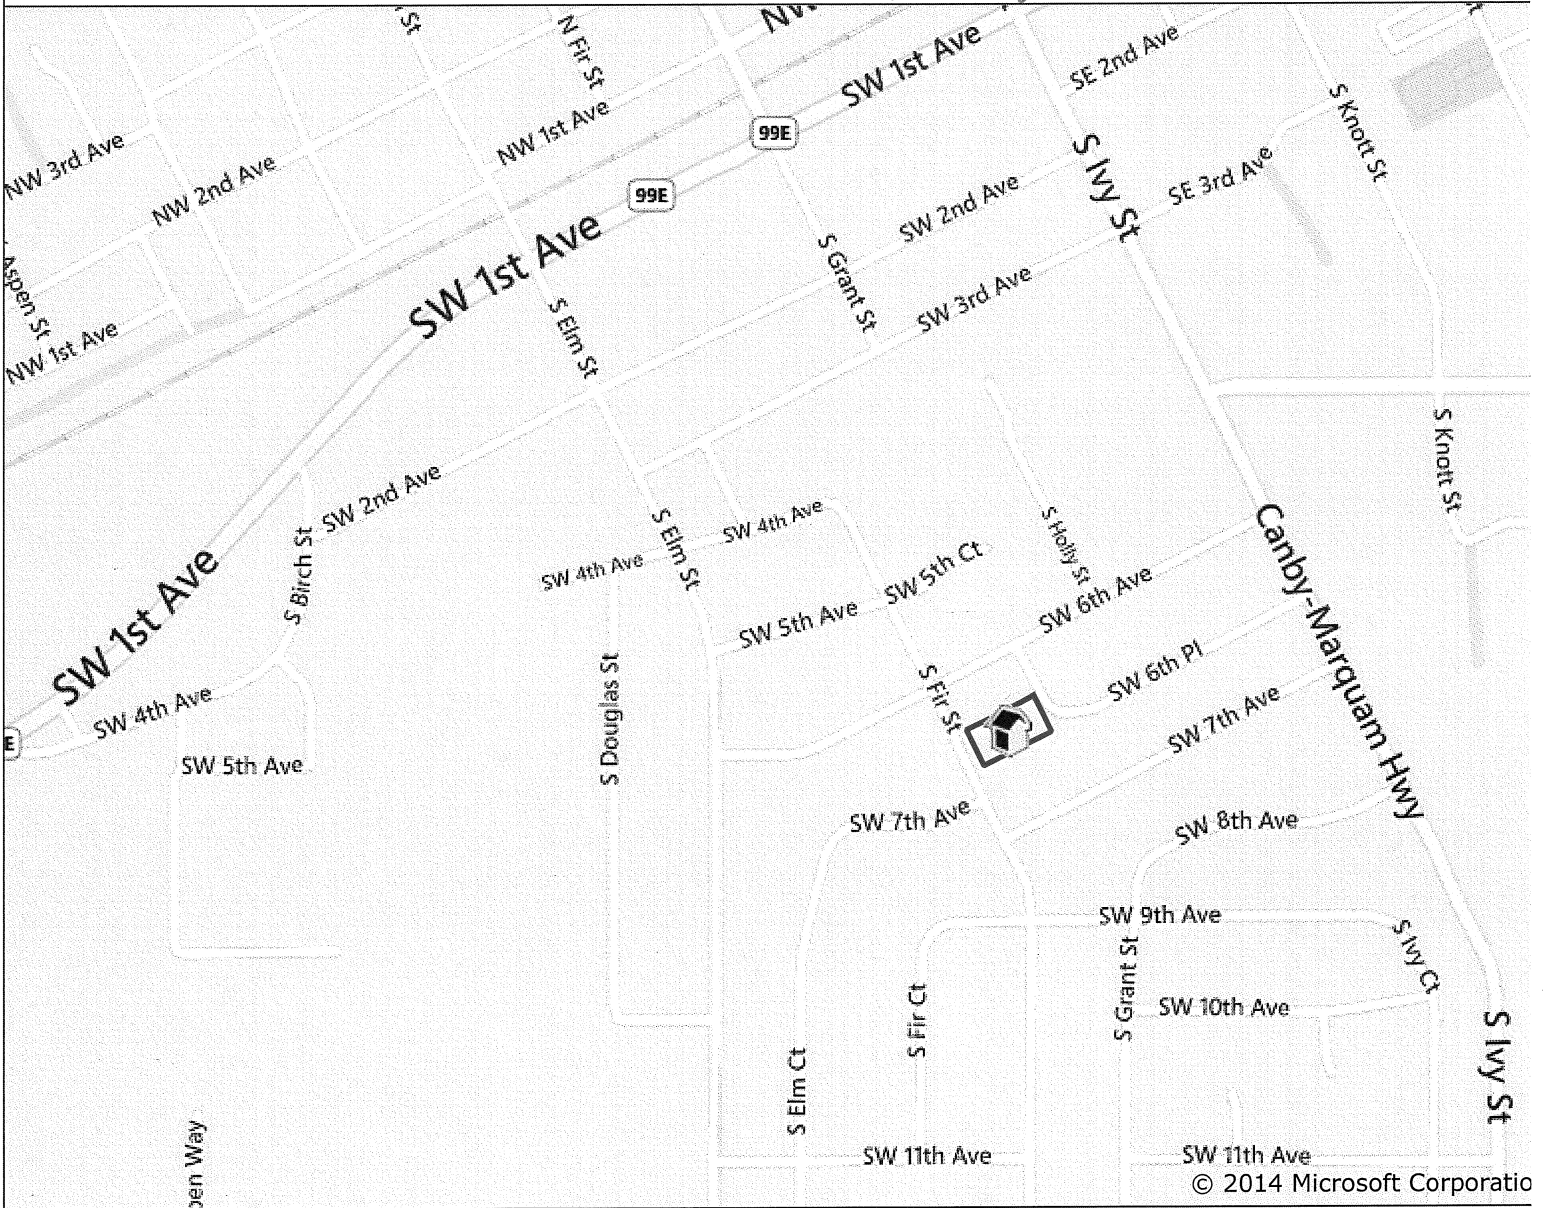 St
NW
St
N Fir St
SW 1st Ave
SE 2nd Ave
S Knott St
NW 1st Ave
99E
NW 3rd Ave
NW 2nd Ave
S Ivy St
SE 3rd Ave
99E
SW 2nd Ave
SW 1st Ave
S Grant St
Aspen St
SW 3rd Ave
NW 1st Ave
S Elm St
S Knott St
SW 2nd Ave
SW 4th Ave
S Elm St
S Holly St
Canby-Marquam Hwy
SW 4th Ave
SW 5th Ct
S Birch St
SW 1st Ave
SW 6th Ave
SW 5th Ave
SW 6th Pl
S Fir St
S Douglas St
SW 4th Ave
SW 7th Ave
E
SW 5th Ave
SW 7th Ave
SW 8th Ave
SW 9th Ave
S Ivy Ct
S Grant St
S Fir Ct
SW 10th Ave
S Ivy St
S Elm Ct
pen Way
SW 11th Ave
SW 11th Ave
© 2014 Microsoft Corporatio